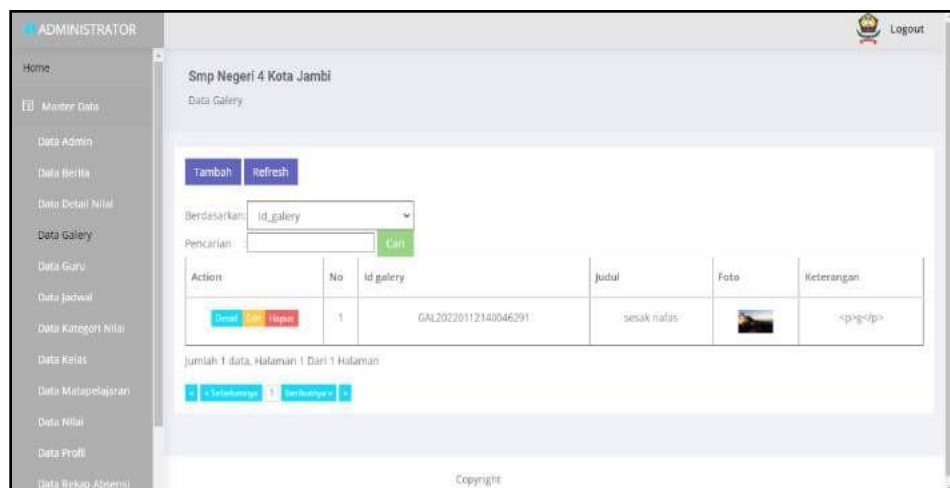 ADMINISTRATOR
Logout
Home
Master Data
Data Admin
Data Berita
Data Detail Nilai
Data Galery
Data Guru
Data Jadwal
Data Kategori Nilai
Data Kelas
Data Matapelajaran
Data Nilai
Data Profil
Data Rekap Absensi
Smp Negeri 4 Kota Jambi
Data Galery
Tambah Refresh
Berdasarkan: id_galery
Pencarian : Cari
Action No Id galery Judul Foto Keterangan
Detail Edit Hapus 1 GAL20220112140046291 sesak nafas <p>g</p>
Jumlah 1 data, Halaman 1 Dari 1 Halaman
« « Sebelumnya 1 Berikutnya » »
Copyright